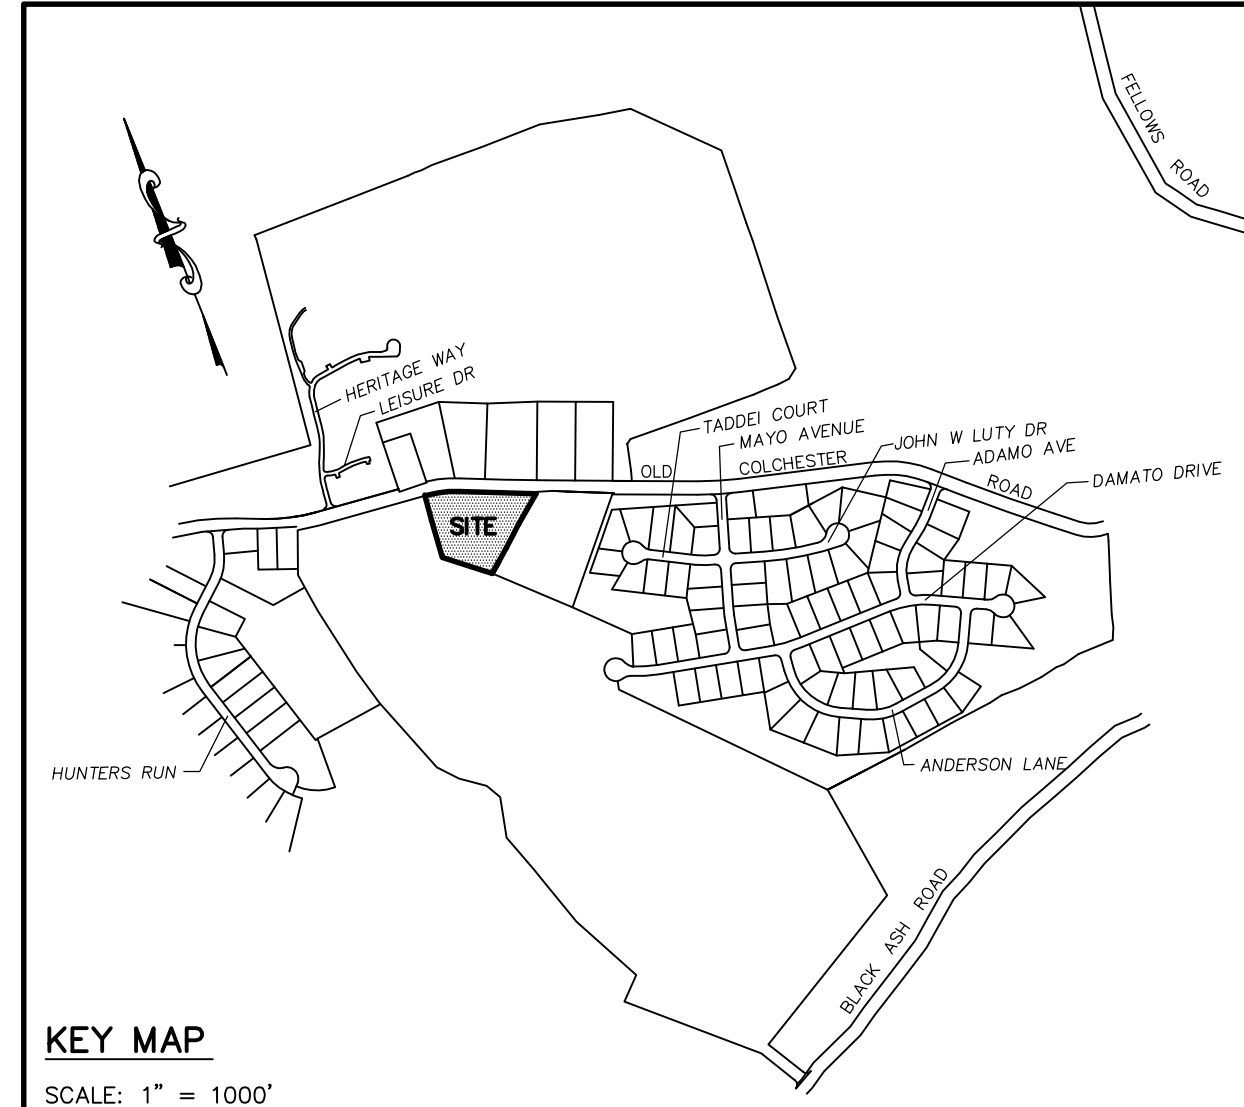 FELLOWS ROAD
HERITAGE WAY
LEISURE DR
TADDEI COURT
MAYO AVENUE
JOHN W LUTY DR
ADAMO AVE
OLD COLCHESTER ROAD
DAMATO DRIVE
SITE
HUNTERS RUN
ANDERSON LANE
BLACK ASH ROAD
KEY MAP
SCALE: 1" = 1000'